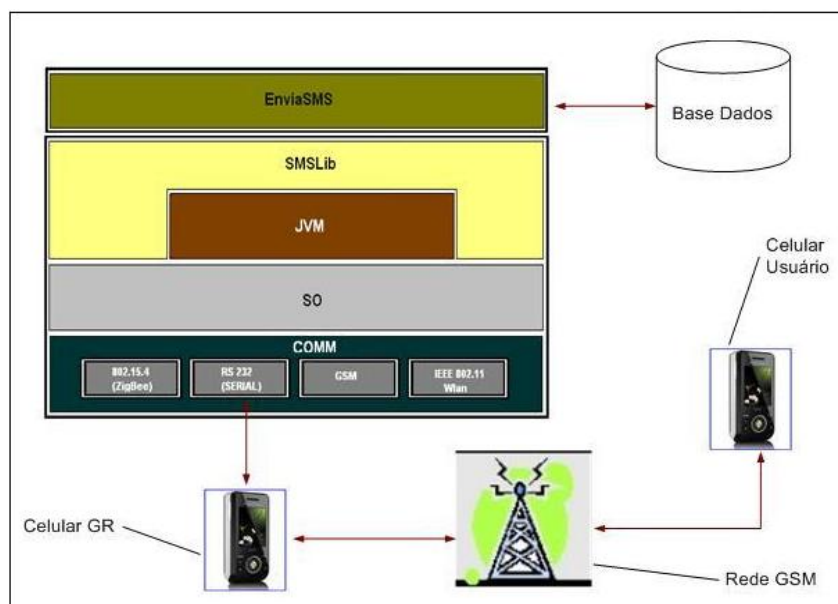 EnviaSMS
Base Dados
SMSLib
JVM
SO
COMM
802.15.4
(ZigBee)
RS 232
(SERIAL)
GSM
IEEE 802.11
Wlan
Celular
Usuário
Celular GR
Rede GSM